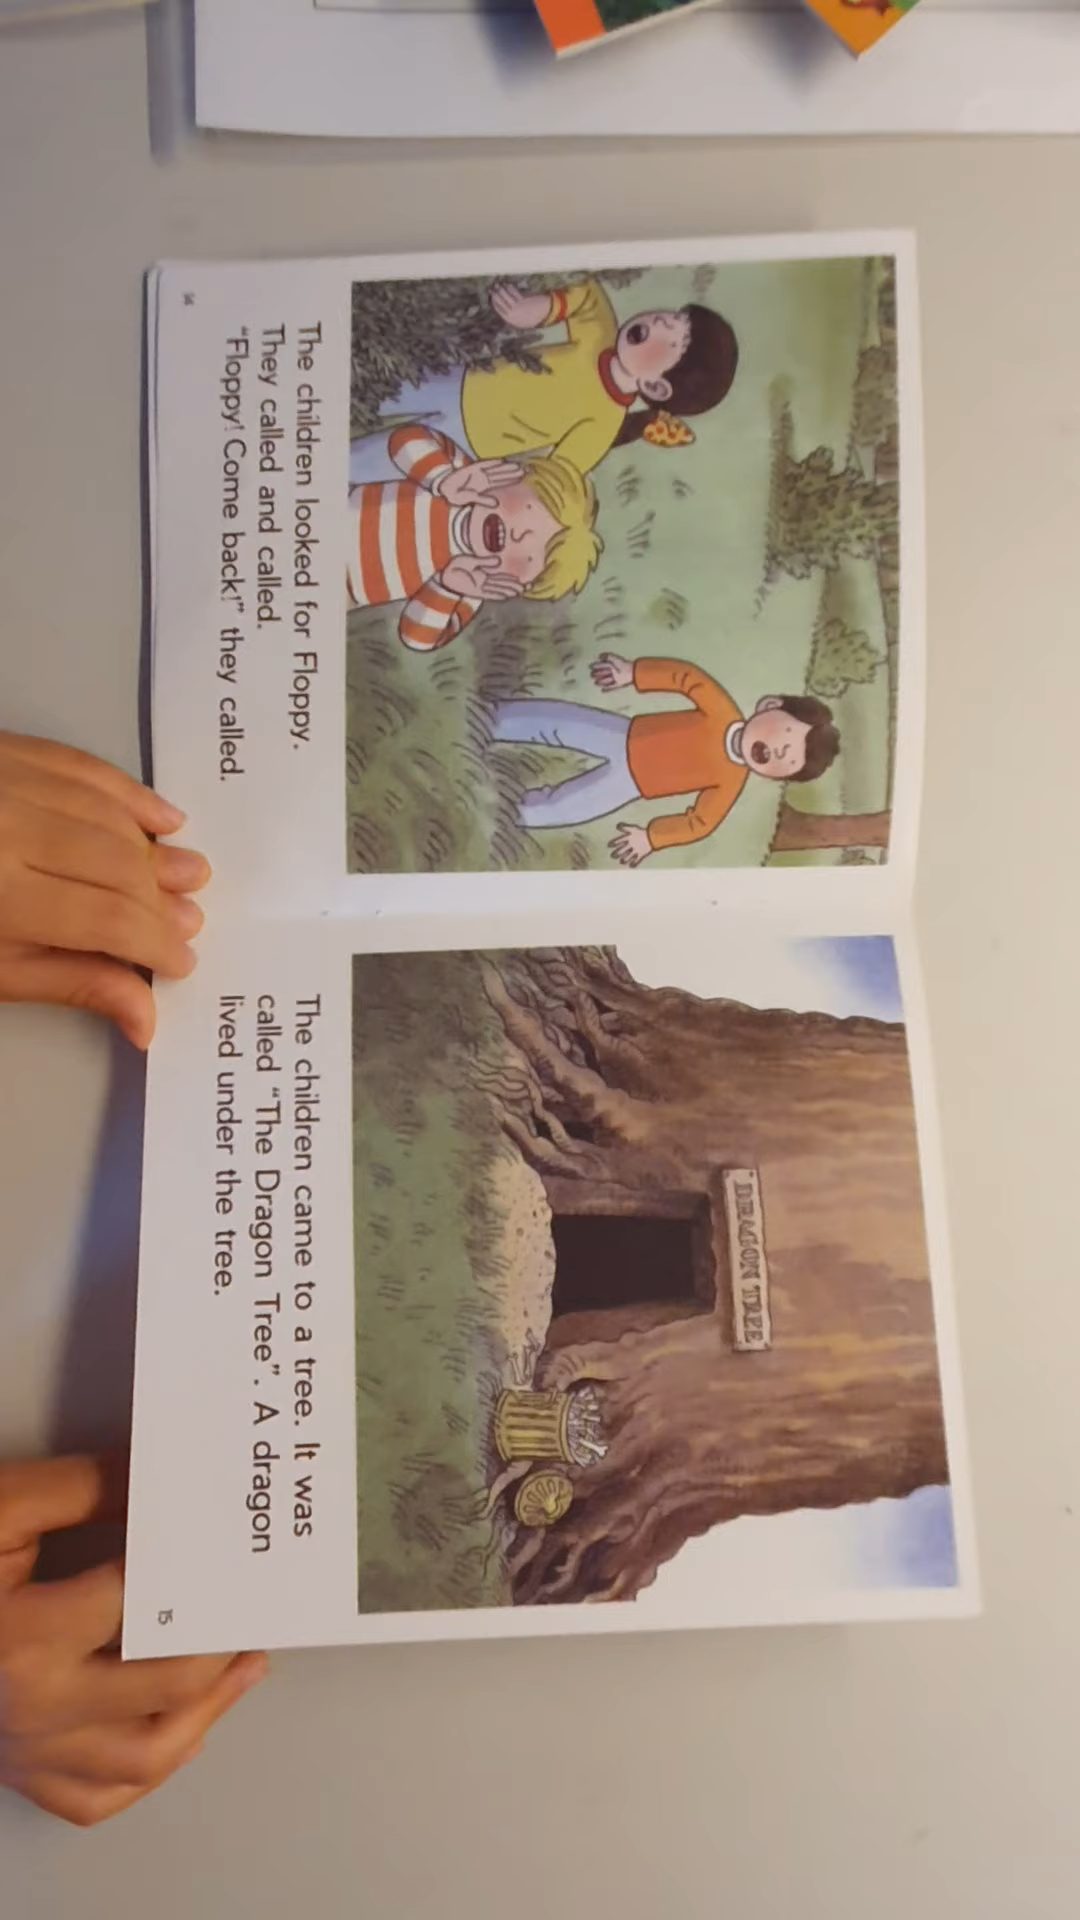 The children looked for Floppy.
They called and called.
“Floppy! Come back!” they called.
14
DRAGON TREE
The children came to a tree. It was
called “The Dragon Tree”. A dragon
lived under the tree.
15